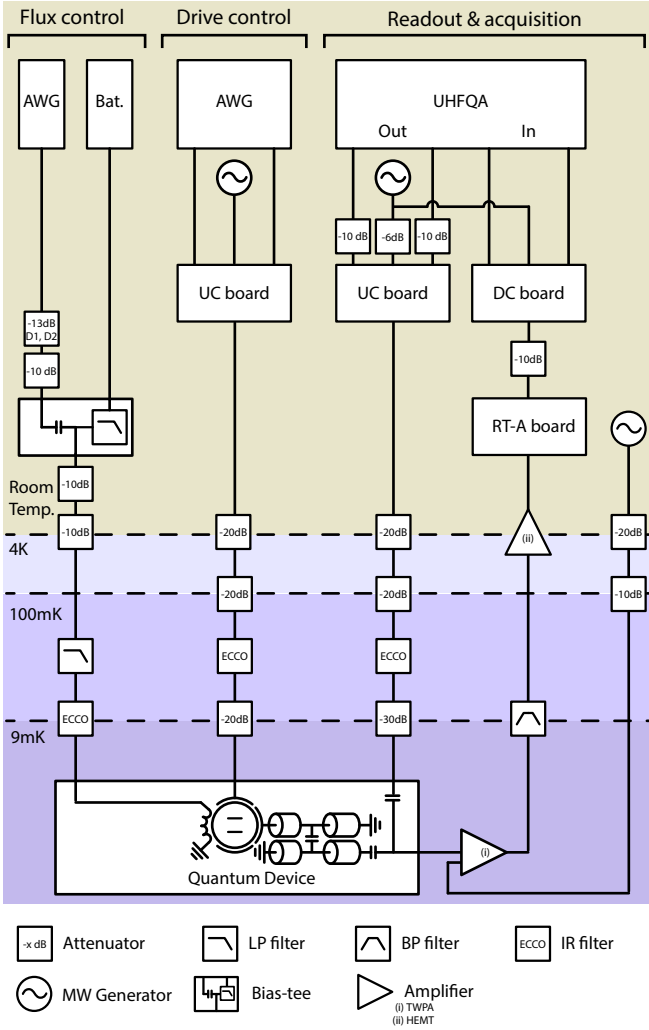 Flux control
Drive control
Readout & acquisition
AWG
Bat.
AWG
UHFQA
Out
In
-10 dB
-6dB
-10 dB
UC board
UC board
DC board
-13dB
D1, D2
-10 dB
-10dB
RT-A board
-10dB
Room
Temp.
-10dB
-20dB
-20dB
(ii)
-20dB
4K
-20dB
-20dB
-10dB
100mK
ECCO
ECCO
ECCO
-20dB
-30dB
9mK
(i)
Quantum Device
-x dB
Attenuator
LP filter
BP filter
ECCO
IR filter
MW Generator
Bias-tee
Amplifier
(i) TWPA
(ii) HEMT